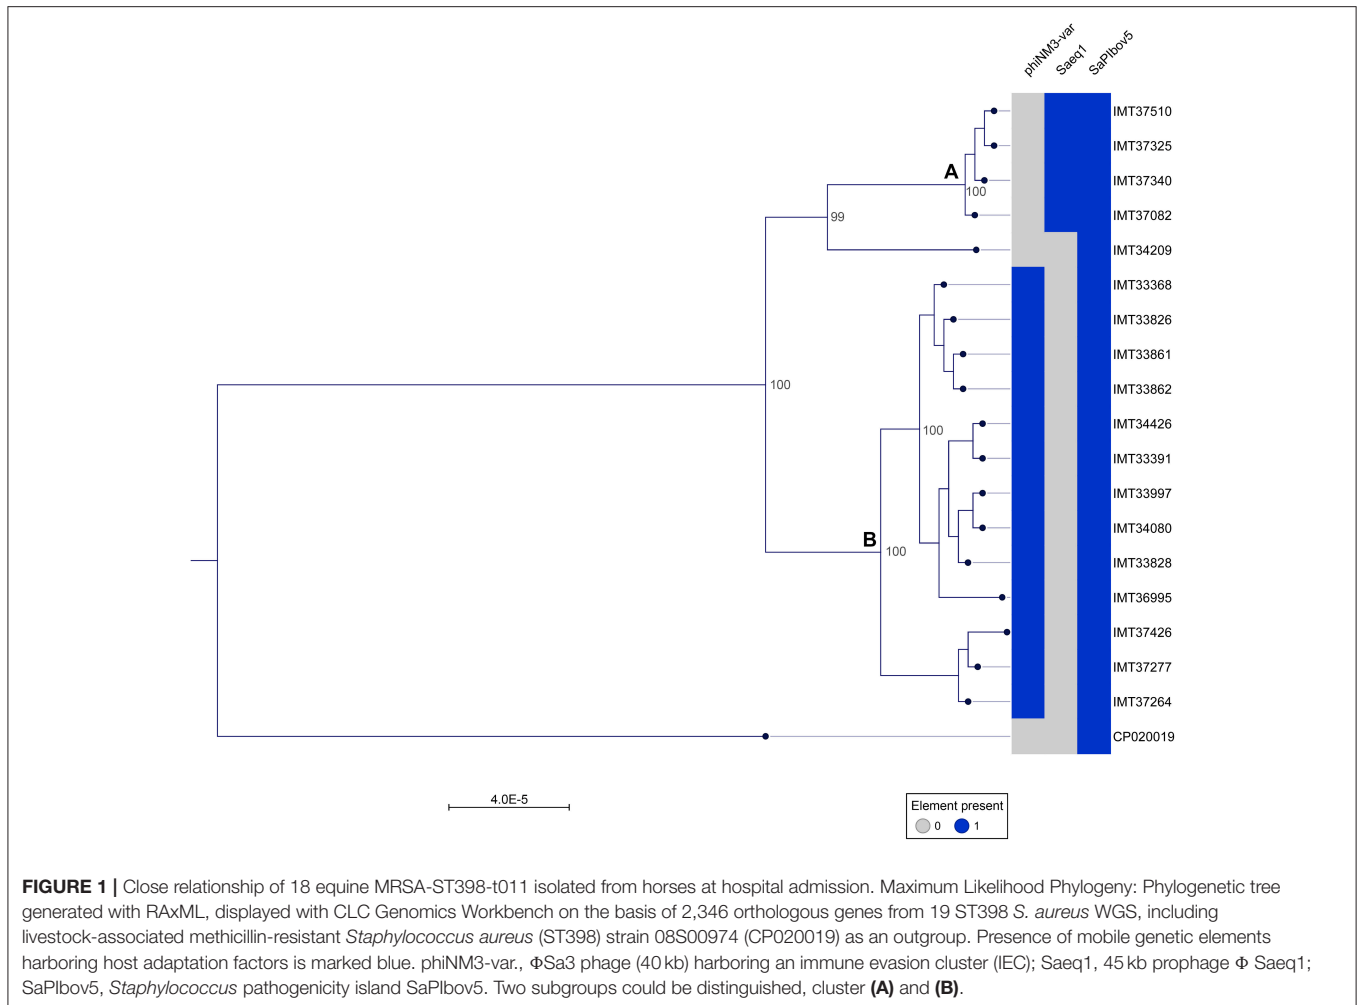 phiNM3-var
Saeq1
SaPIbov5
IMT37510
IMT37325
A
IMT37340
100
IMT37082
99
IMT34209
IMT33368
IMT33826
IMT33861
100
IMT33862
IMT34426
100
IMT33391
IMT33997
IMT34080
B
100
IMT33828
IMT36995
IMT37426
IMT37277
IMT37264
CP020019
4.0E-5
Element present
0 1
FIGURE 1 | Close relationship of 18 equine MRSA-ST398-t011 isolated from horses at hospital admission. Maximum Likelihood Phylogeny: Phylogenetic tree
generated with RAxML, displayed with CLC Genomics Workbench on the basis of 2,346 orthologous genes from 19 ST398 S. aureus WGS, including
livestock-associated methicillin-resistant Staphylococcus aureus (ST398) strain 08S00974 (CP020019) as an outgroup. Presence of mobile genetic elements
harboring host adaptation factors is marked blue. phiNM3-var., ΦSa3 phage (40 kb) harboring an immune evasion cluster (IEC); Saeq1, 45 kb prophage Φ Saeq1;
SaPIbov5, Staphylococcus pathogenicity island SaPIbov5. Two subgroups could be distinguished, cluster (A) and (B).